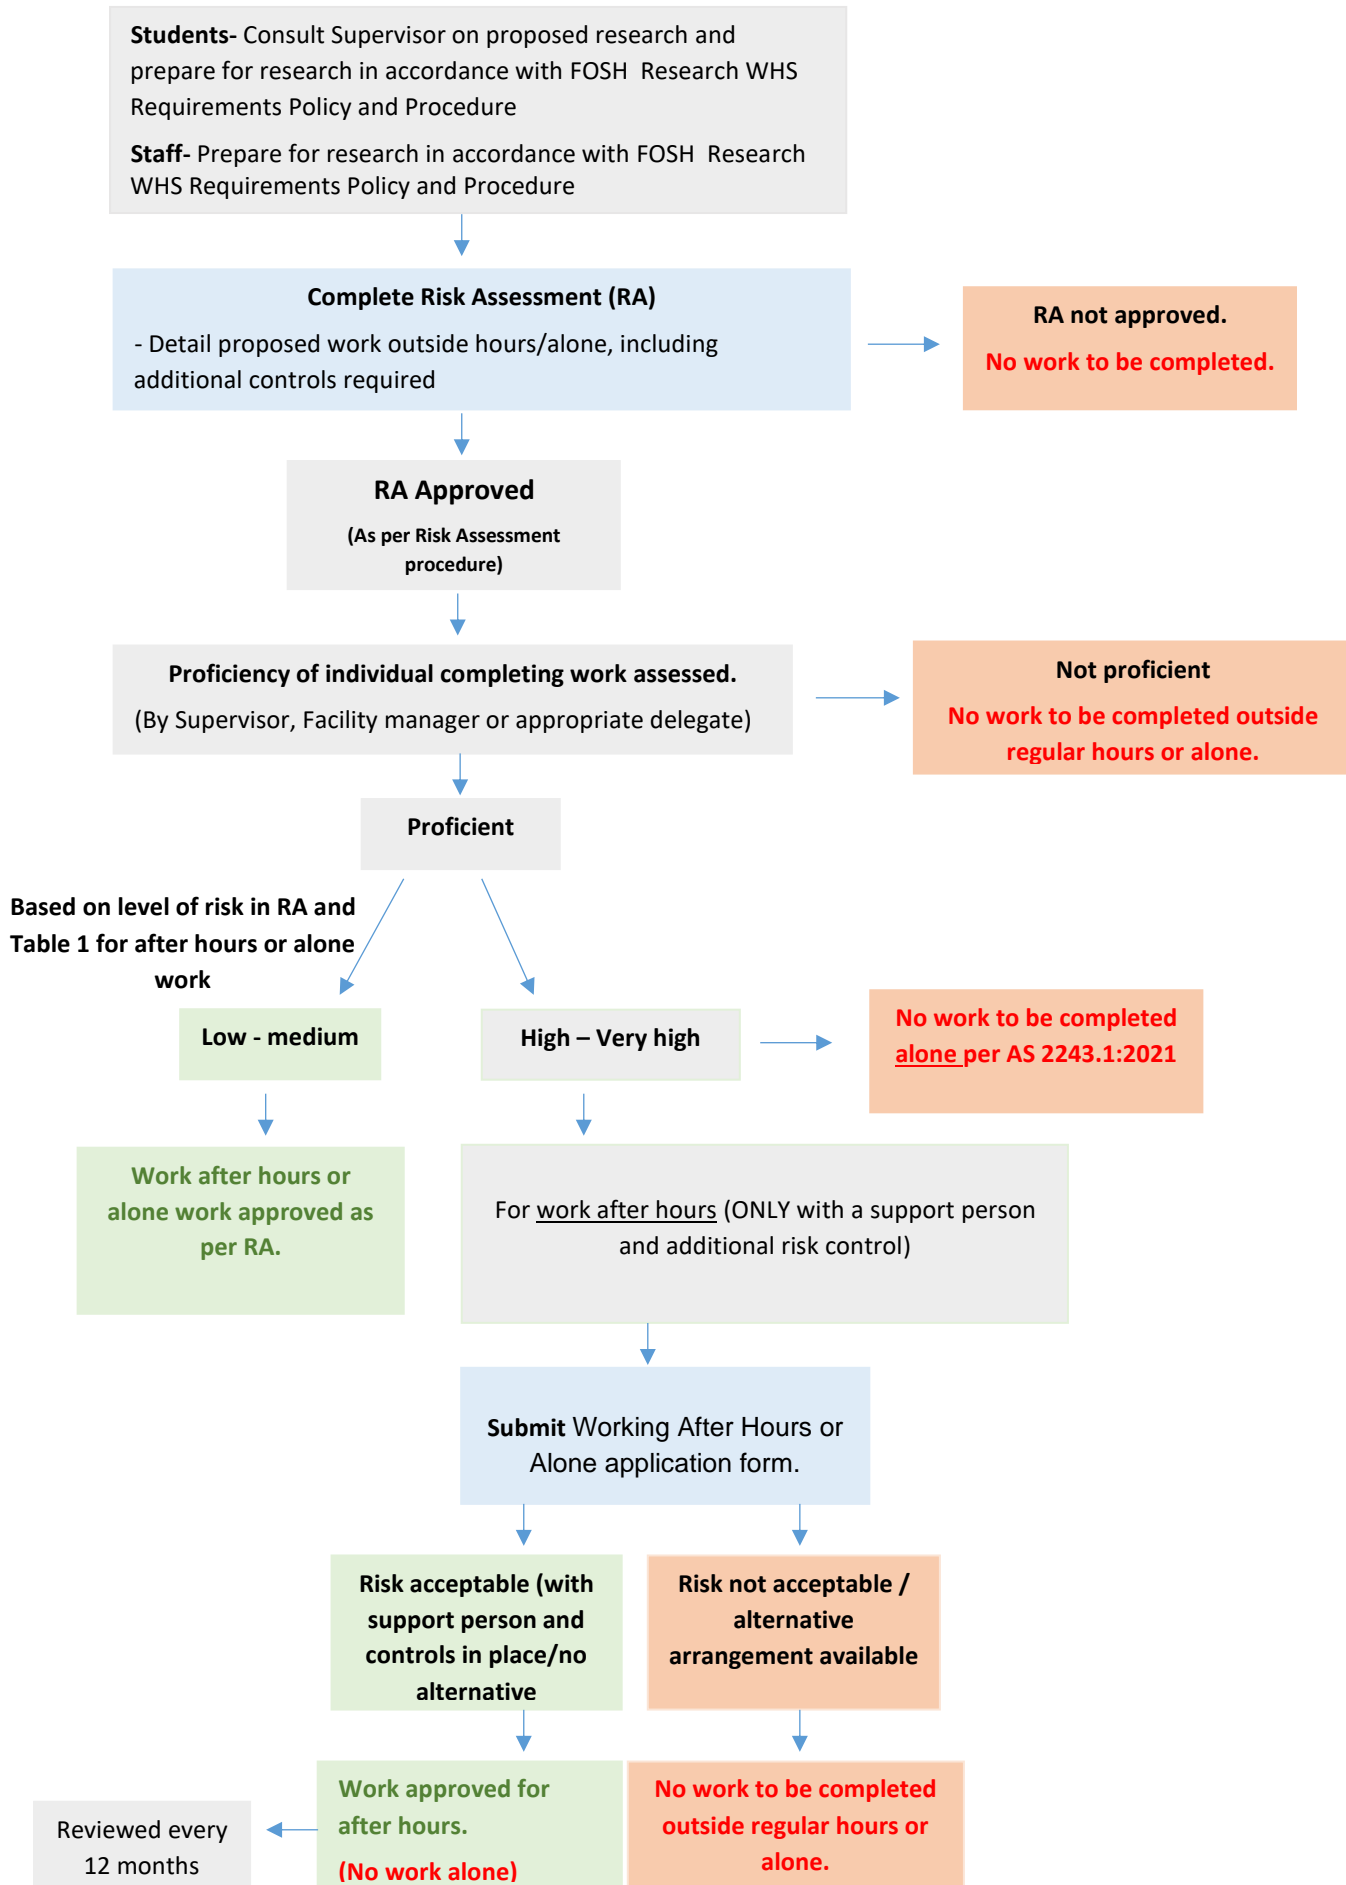 Students- Consult Supervisor on proposed research and
prepare for research in accordance with FOSH  Research WHS
Requirements Policy and Procedure
Staff- Prepare for research in accordance with FOSH  Research
WHS Requirements Policy and Procedure
Complete Risk Assessment (RA)
- Detail proposed work outside hours/alone, including
additional controls required
RA not approved.
No work to be completed.
RA Approved
(As per Risk Assessment
procedure)
Proficiency of individual completing work assessed.
(By Supervisor, Facility manager or appropriate delegate)
Not proficient
No work to be completed outside
regular hours or alone.
Proficient
Based on level of risk in RA and
Table 1 for after hours or alone
work
Low - medium
High – Very high
No work to be completed
alone per AS 2243.1:2021
Work after hours or
alone work approved as
per RA.
For work after hours (ONLY with a support person
and additional risk control)
Submit Working After Hours or
Alone application form.
Risk acceptable (with
support person and
controls in place/no
alternative
Risk not acceptable /
alternative
arrangement available
Work approved for
after hours.
(No work alone)
No work to be completed
outside regular hours or
alone.
Reviewed every
12 months